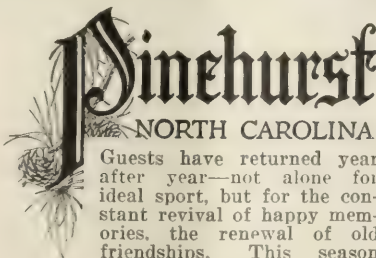 Pinehurst
NORTH CAROLINA
Guests have returned year
after year—not alone for
ideal sport, but for the con-
stant revival of happy mem-
ories, the renewal of old
friendships. This season